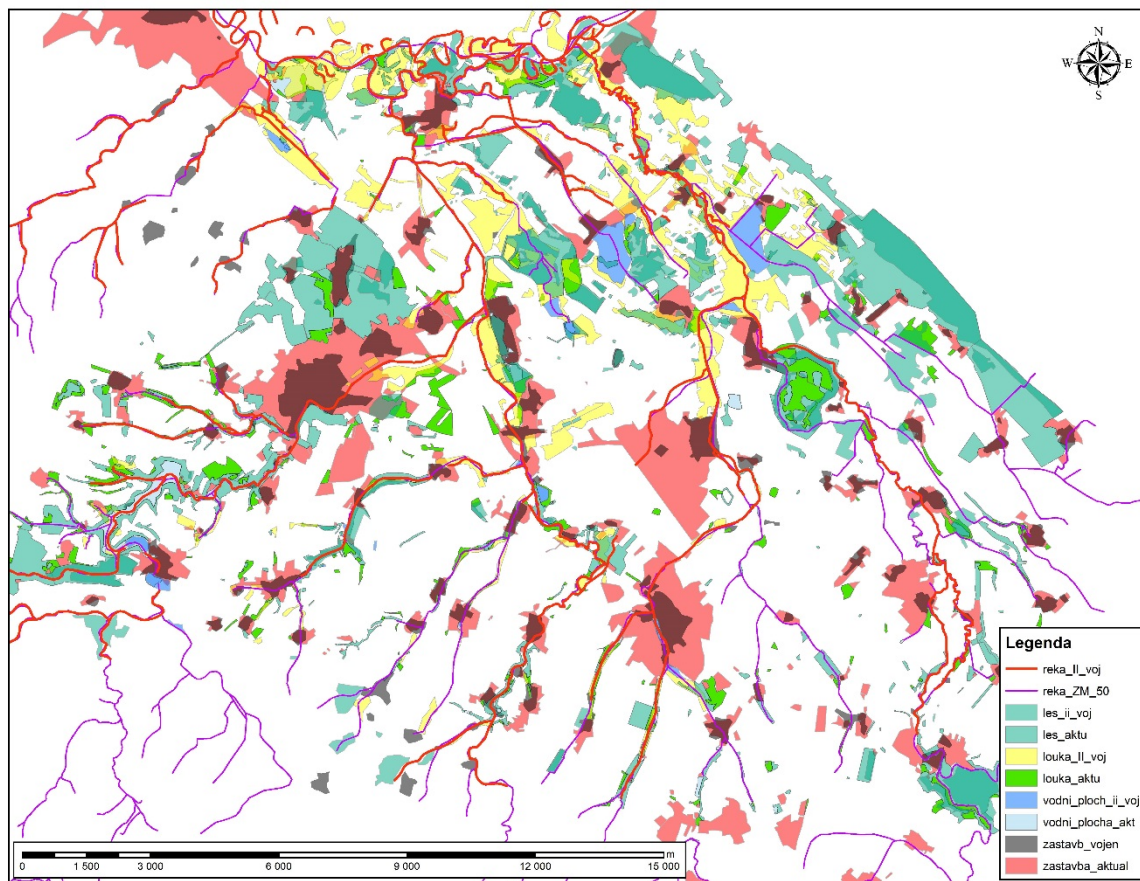 N
W E
S
Legenda
reka_II_voj
reka_ZM_50
les_ii_voj
les_aktu
louka_II_voj
louka_aktu
vodni_ploch_ii_voj
vodni_plocha_akt
zastavb_vojen
zastavba_aktual
m
0 1 500 3 000 6 000 9 000 12 000 15 000